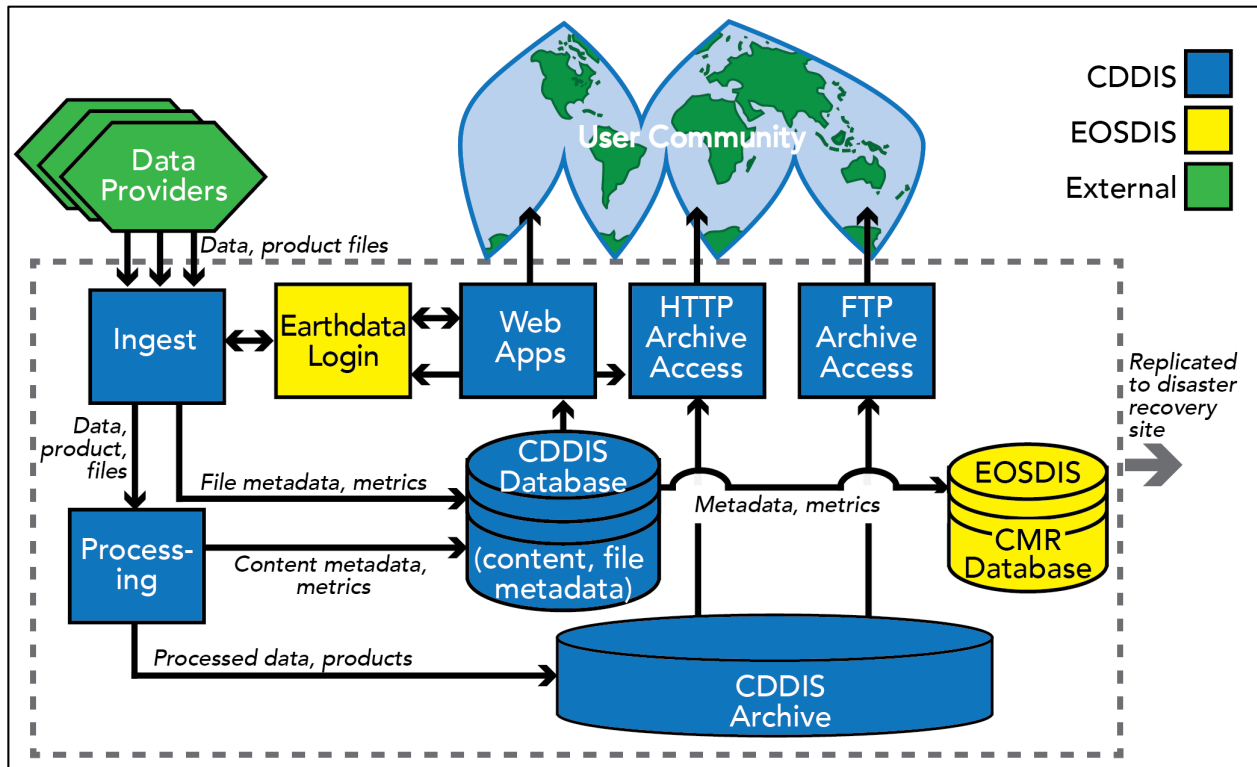 CDDIS
EOSDIS
External
User Community
Data
Providers
Data, product files
Ingest
Earthdata
Login
Web
Apps
HTTP
Archive
Access
FTP
Archive
Access
Replicated
to disaster
recovery
site
Data,
product,
files
File metadata, metrics
CDDIS
Database
(content, file
metadata)
Metadata, metrics
EOSDIS
CMR
Database
Process-
ing
Content metadata,
metrics
Processed data, products
CDDIS
Archive